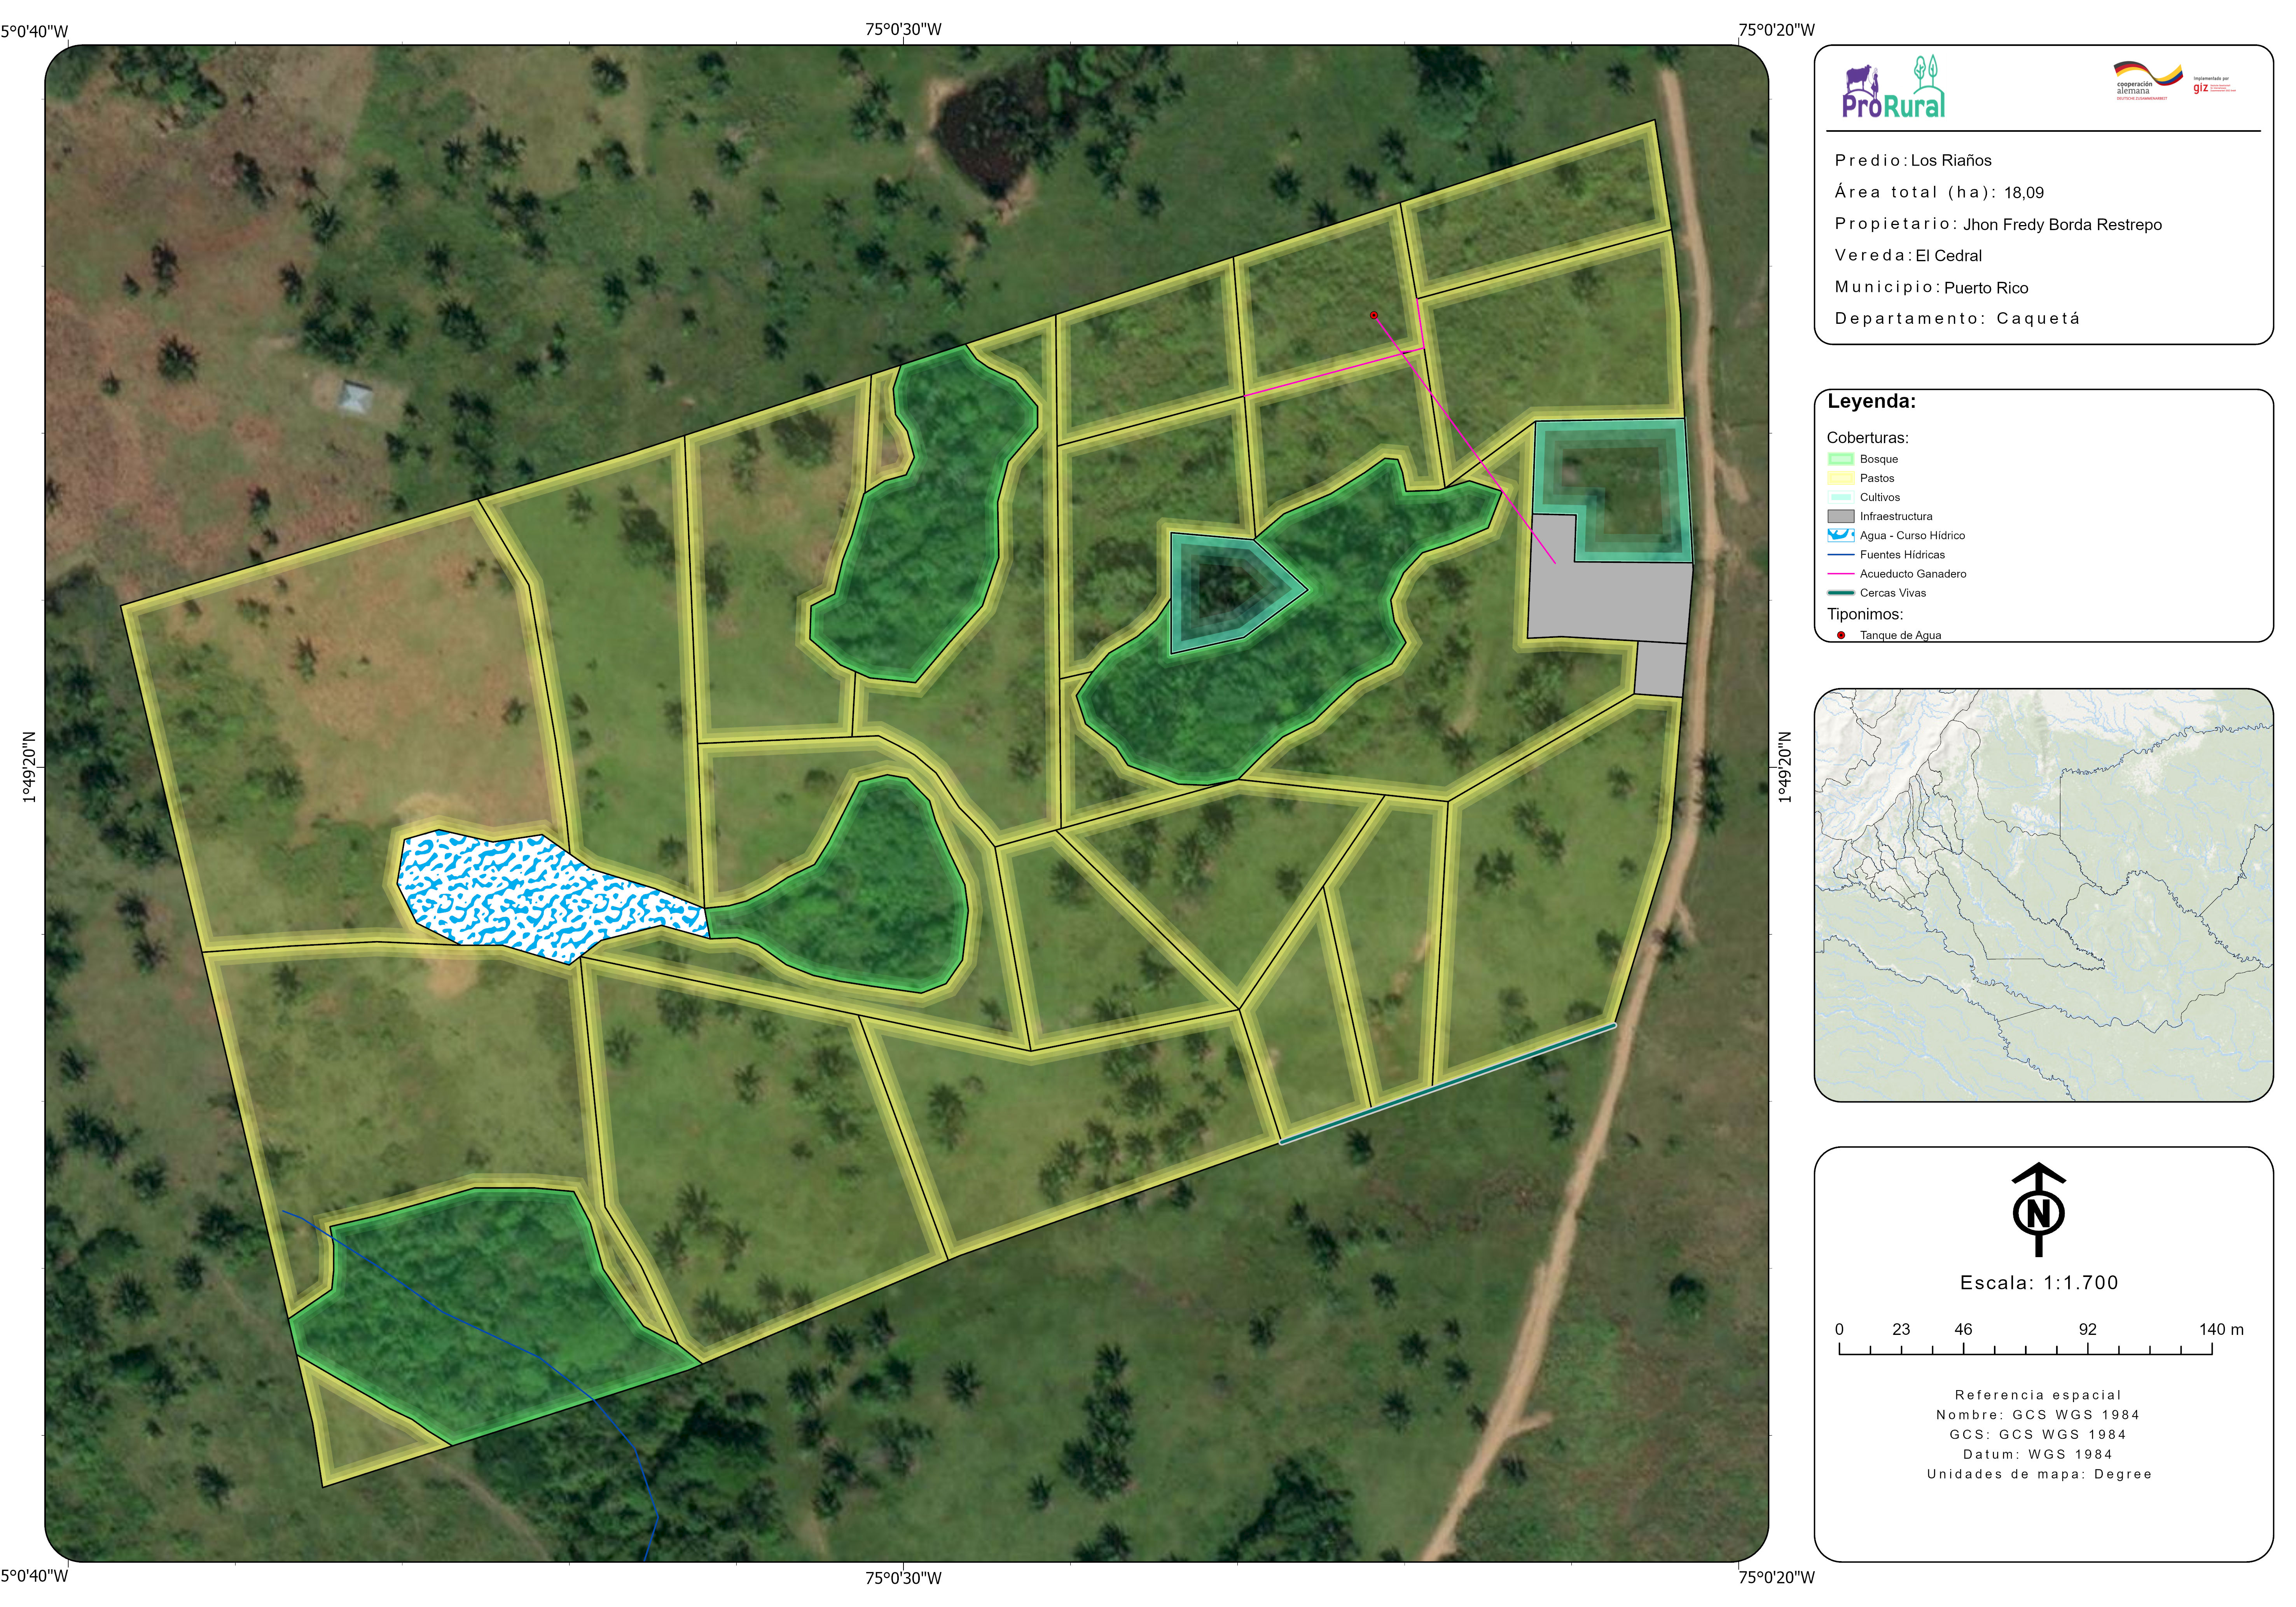 5°0'40"W
75°0'30"W
75°0'20"W
1°49'20"N
1°49'20"N
5°0'40"W
75°0'30"W
75°0'20"W
ProRural
cooperación
alemana
DEUTSCHE ZUSAMMENARBEIT
Implementada por
giz
Predio: Los Riaños
Área total (ha): 18,09
Propietario: Jhon Fredy Borda Restrepo
Vereda: El Cedral
Municipio: Puerto Rico
Departamento: Caquetá
Leyenda:
Coberturas:
Bosque
Pastos
Cultivos
Infraestructura
Agua - Curso Hídrico
Fuentes Hídricas
Acueducto Ganadero
Cercas Vivas
Tiponimos:
Tanque de Agua
N
Escala: 1:1.700
0 23 46 92 140 m
Referencia espacial
Nombre: GCS WGS 1984
GCS: GCS WGS 1984
Datum: WGS 1984
Unidades de mapa: Degree